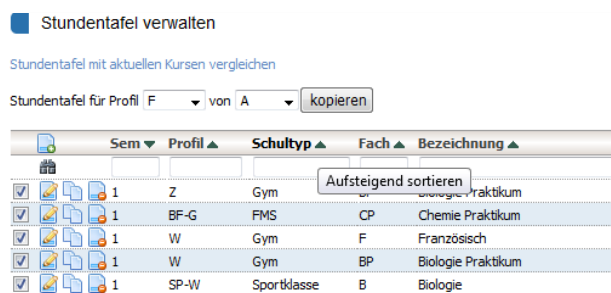 Stundentafel verwalten
Stundentafel mit aktuellen Kursen vergleichen
Stundentafel für Profil F von A kopieren
Sem Profil Schultyp Fach Bezeichnung
Aufsteigend sortieren
1 Z Gym Biologie Praktikum
1 BF-G FMS CP Chemie Praktikum
1 W Gym F Französisch
1 W Gym BP Biologie Praktikum
1 SP-W Sportklasse B Biologie